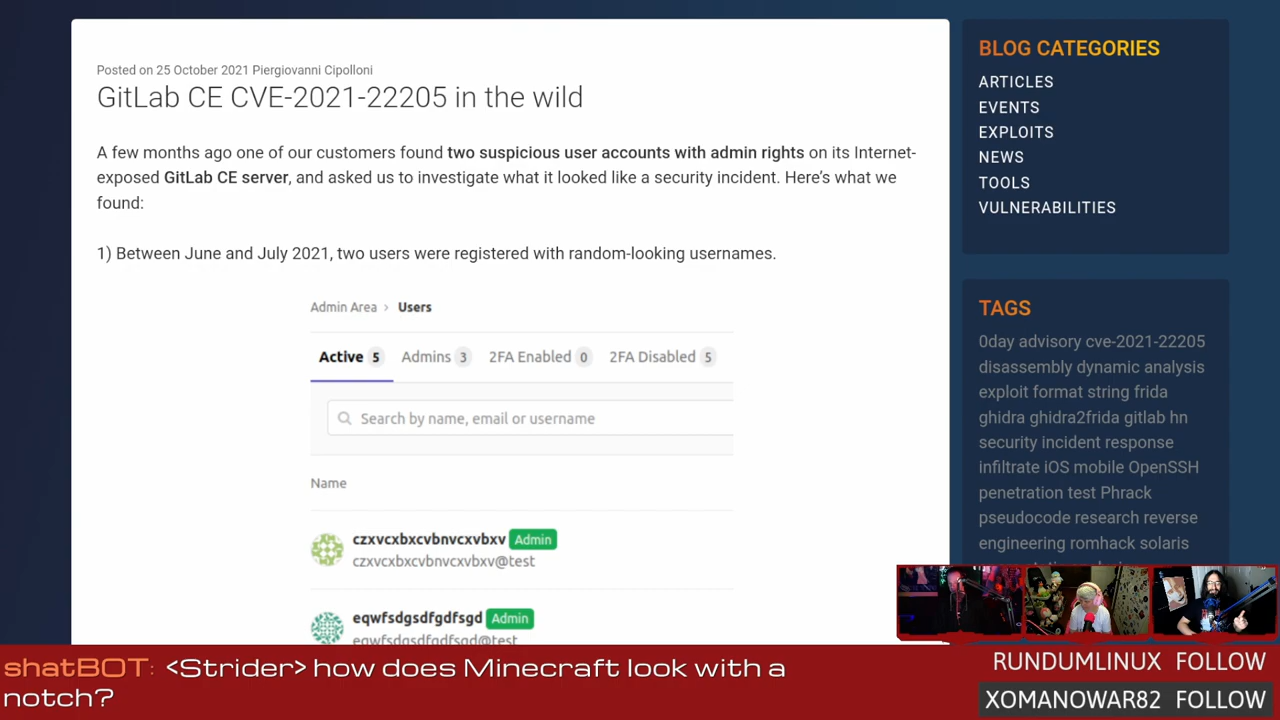 Posted on 25 October 2021 Piergiovanni Cipolloni
GitLab CE CVE-2021-22205 in the wild
A few months ago one of our customers found two suspicious user accounts with admin rights on its Internet-
exposed GitLab CE server, and asked us to investigate what it looked like a security incident. Here's what we
found:
1) Between June and July 2021, two users were registered with random-looking usernames.
Admin Area › Users
Active 5 Admins 3 2FA Enabled 0 2FA Disabled 5
Search by name, email or username
Name
czxvcxbxcvbnvcxvbxv Admin
czxvcxbxcvbnvcxvbxv@test
eqwfsdgsdfgdfsgd Admin
eqwfsdgsdfgdfsgd@test
BLOG CATEGORIES
ARTICLES
EVENTS
EXPLOITS
NEWS
TOOLS
VULNERABILITIES
TAGS
0day advisory cve-2021-22205
disassembly dynamic analysis
exploit format string frida
ghidra ghidra2frida gitlab hn
security incident response
infiltrate iOS mobile OpenSSH
penetration test Phrack
pseudocode research reverse
engineering romhack solaris
shatBOT: <Strider> how does Minecraft look with a
notch?
RUNDUMLINUX FOLLOW
XOMANOWAR82 FOLLOW